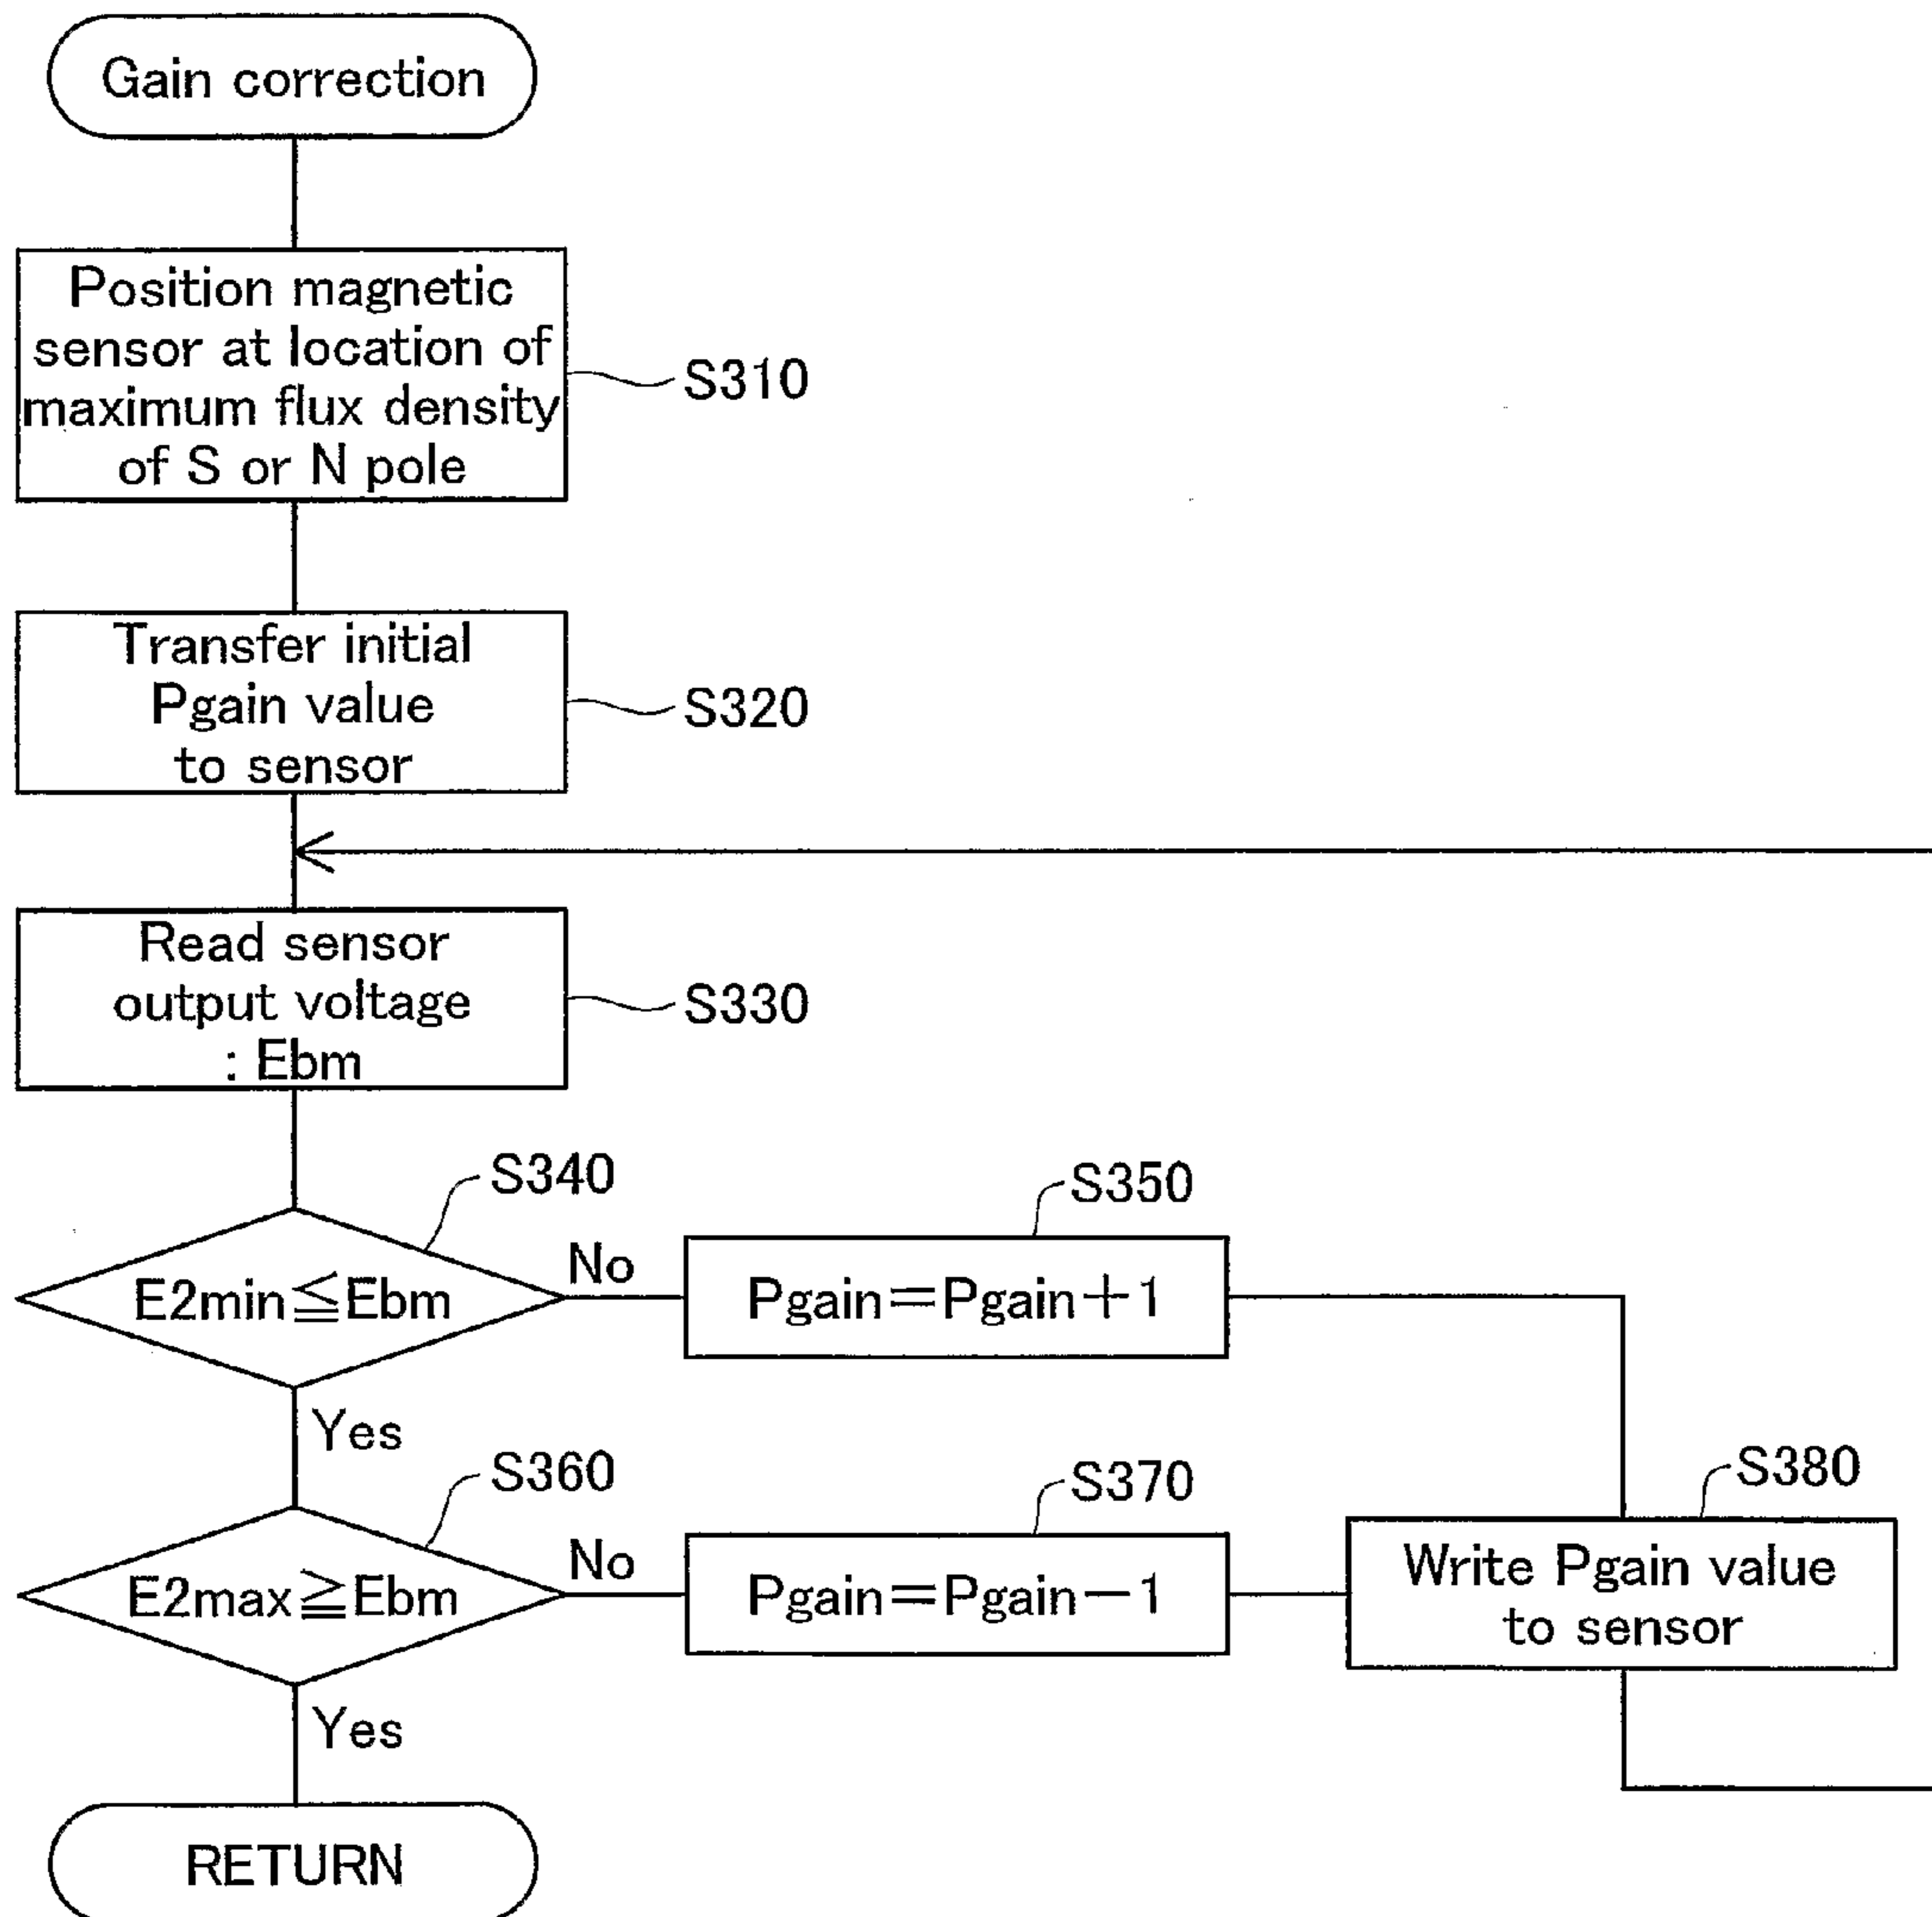 Gain correction
Position magnetic
sensor at location of
maximum flux density
of S or N pole
S310
Transfer initial
Pgain value
to sensor
S320
Read sensor
output voltage
: Ebm
S330
S340
E2min≦Ebm
No
S350
Pgain=Pgain+1
Yes
S360
E2max≧Ebm
No
S370
Pgain=Pgain−1
S380
Write Pgain value
to sensor
Yes
RETURN